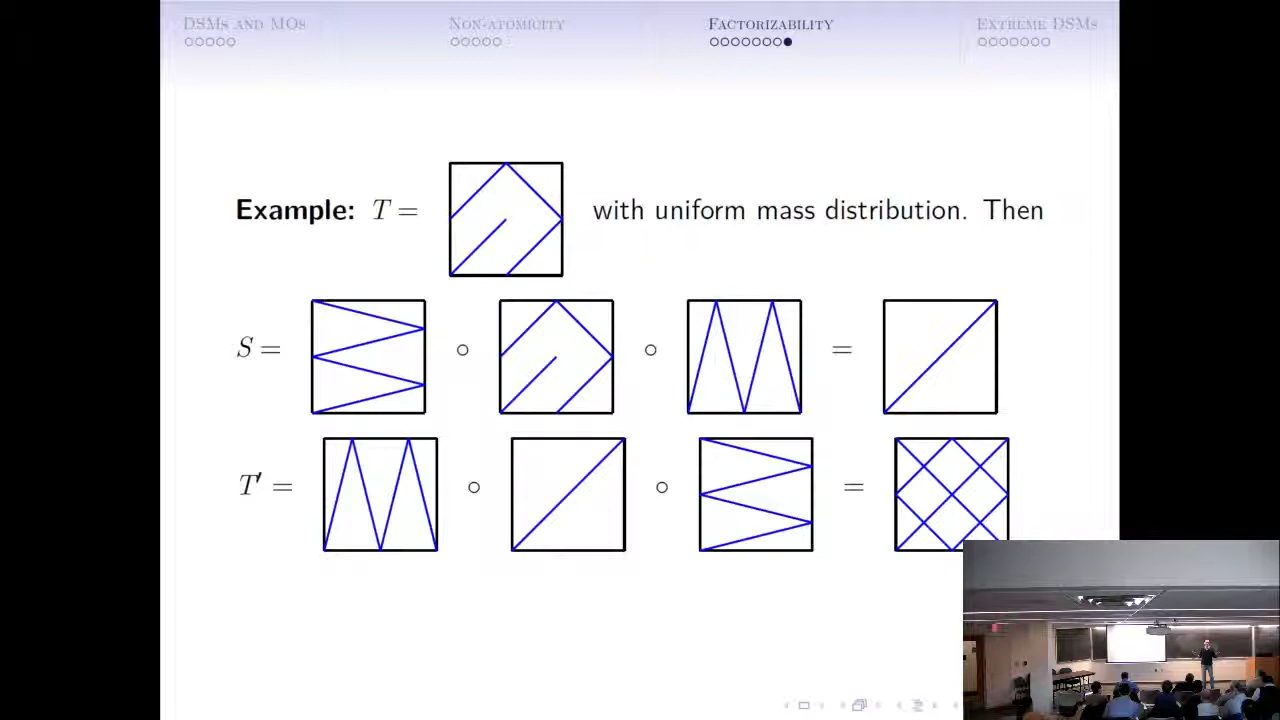 DSMs and MOs Non-atomicity Factorizability Extreme DSMs
Example: T = with uniform mass distribution. Then
S = ∘ ∘ =
T′ = ∘ ∘ =